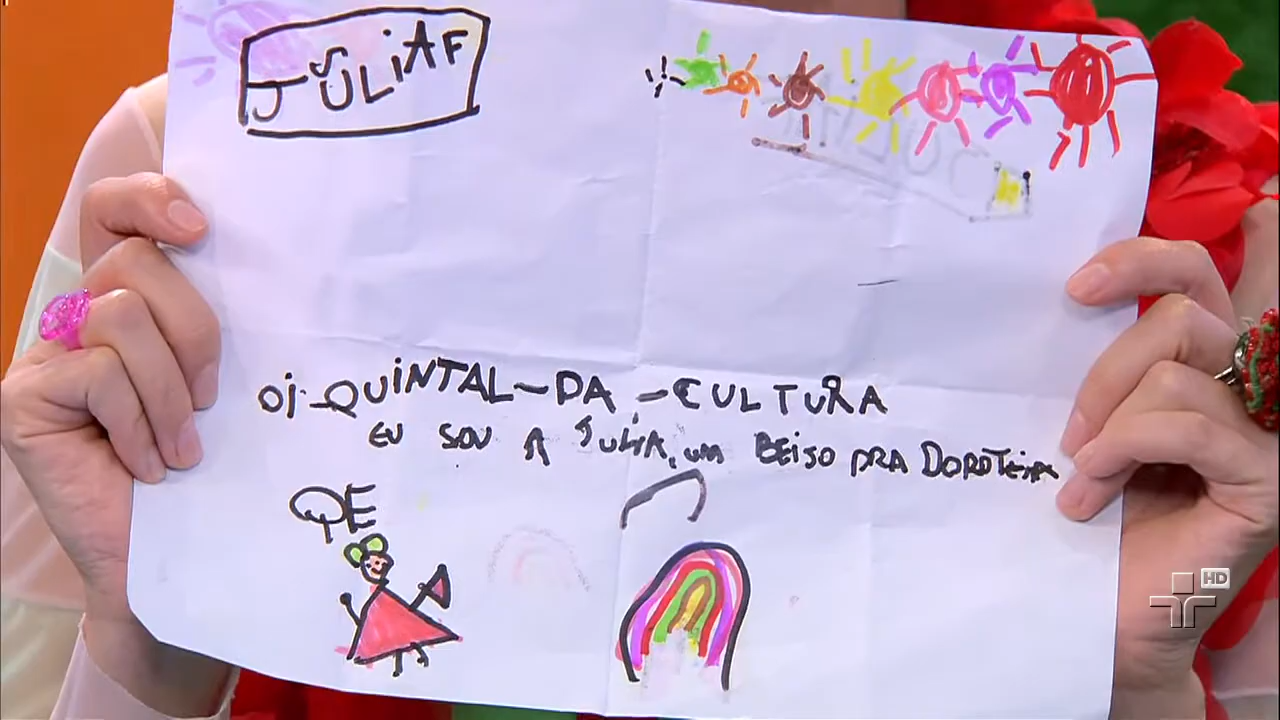 JULIAF
Oi-QUiNTAL-DA-CULTURA
EU SOU A JULIA, UM BEIJO PRA DOROTEIA
QE
HD